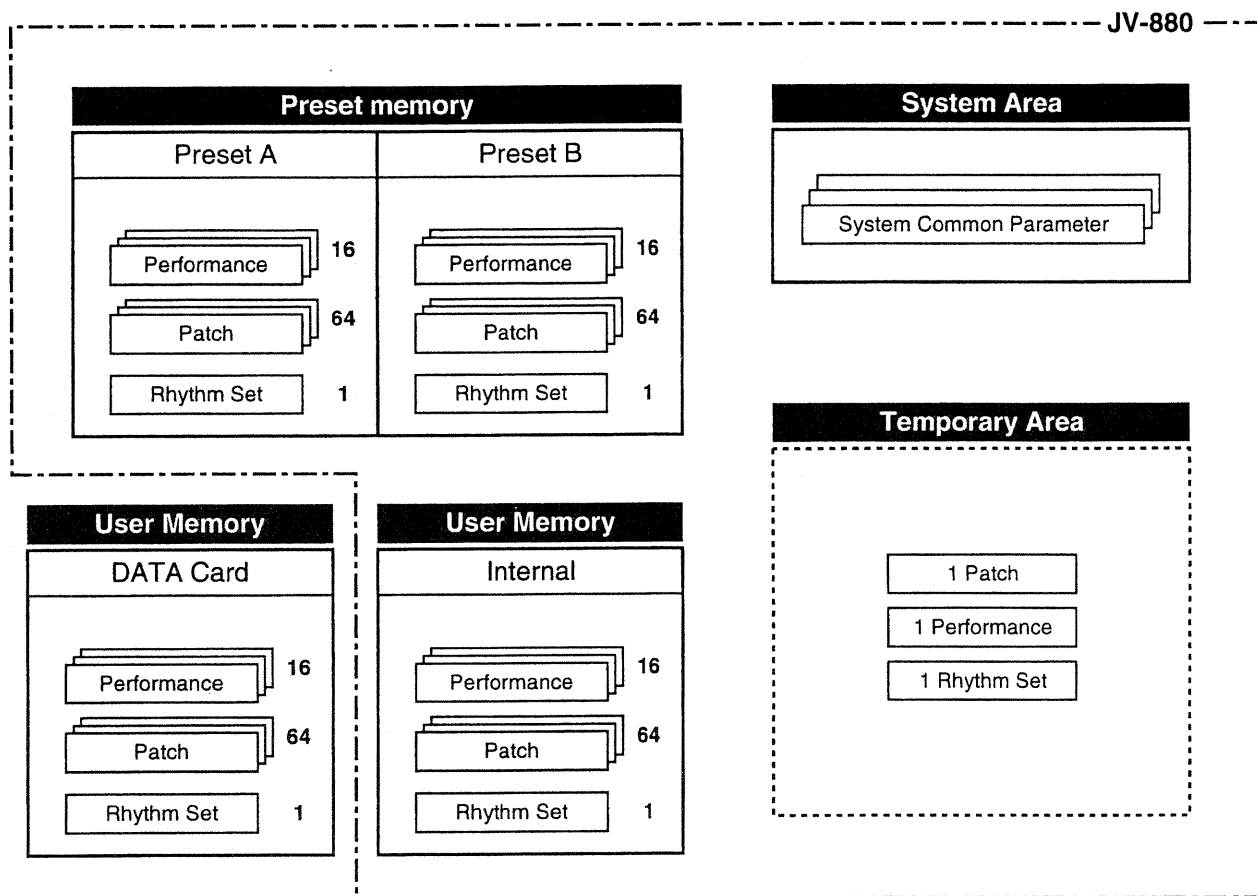 JV-880
Preset memory
Preset A
Performance 16
Patch 64
Rhythm Set 1
Preset B
Performance 16
Patch 64
Rhythm Set 1
System Area
System Common Parameter
Temporary Area
1 Patch
1 Performance
1 Rhythm Set
User Memory
DATA Card
Performance 16
Patch 64
Rhythm Set 1
User Memory
Internal
Performance 16
Patch 64
Rhythm Set 1